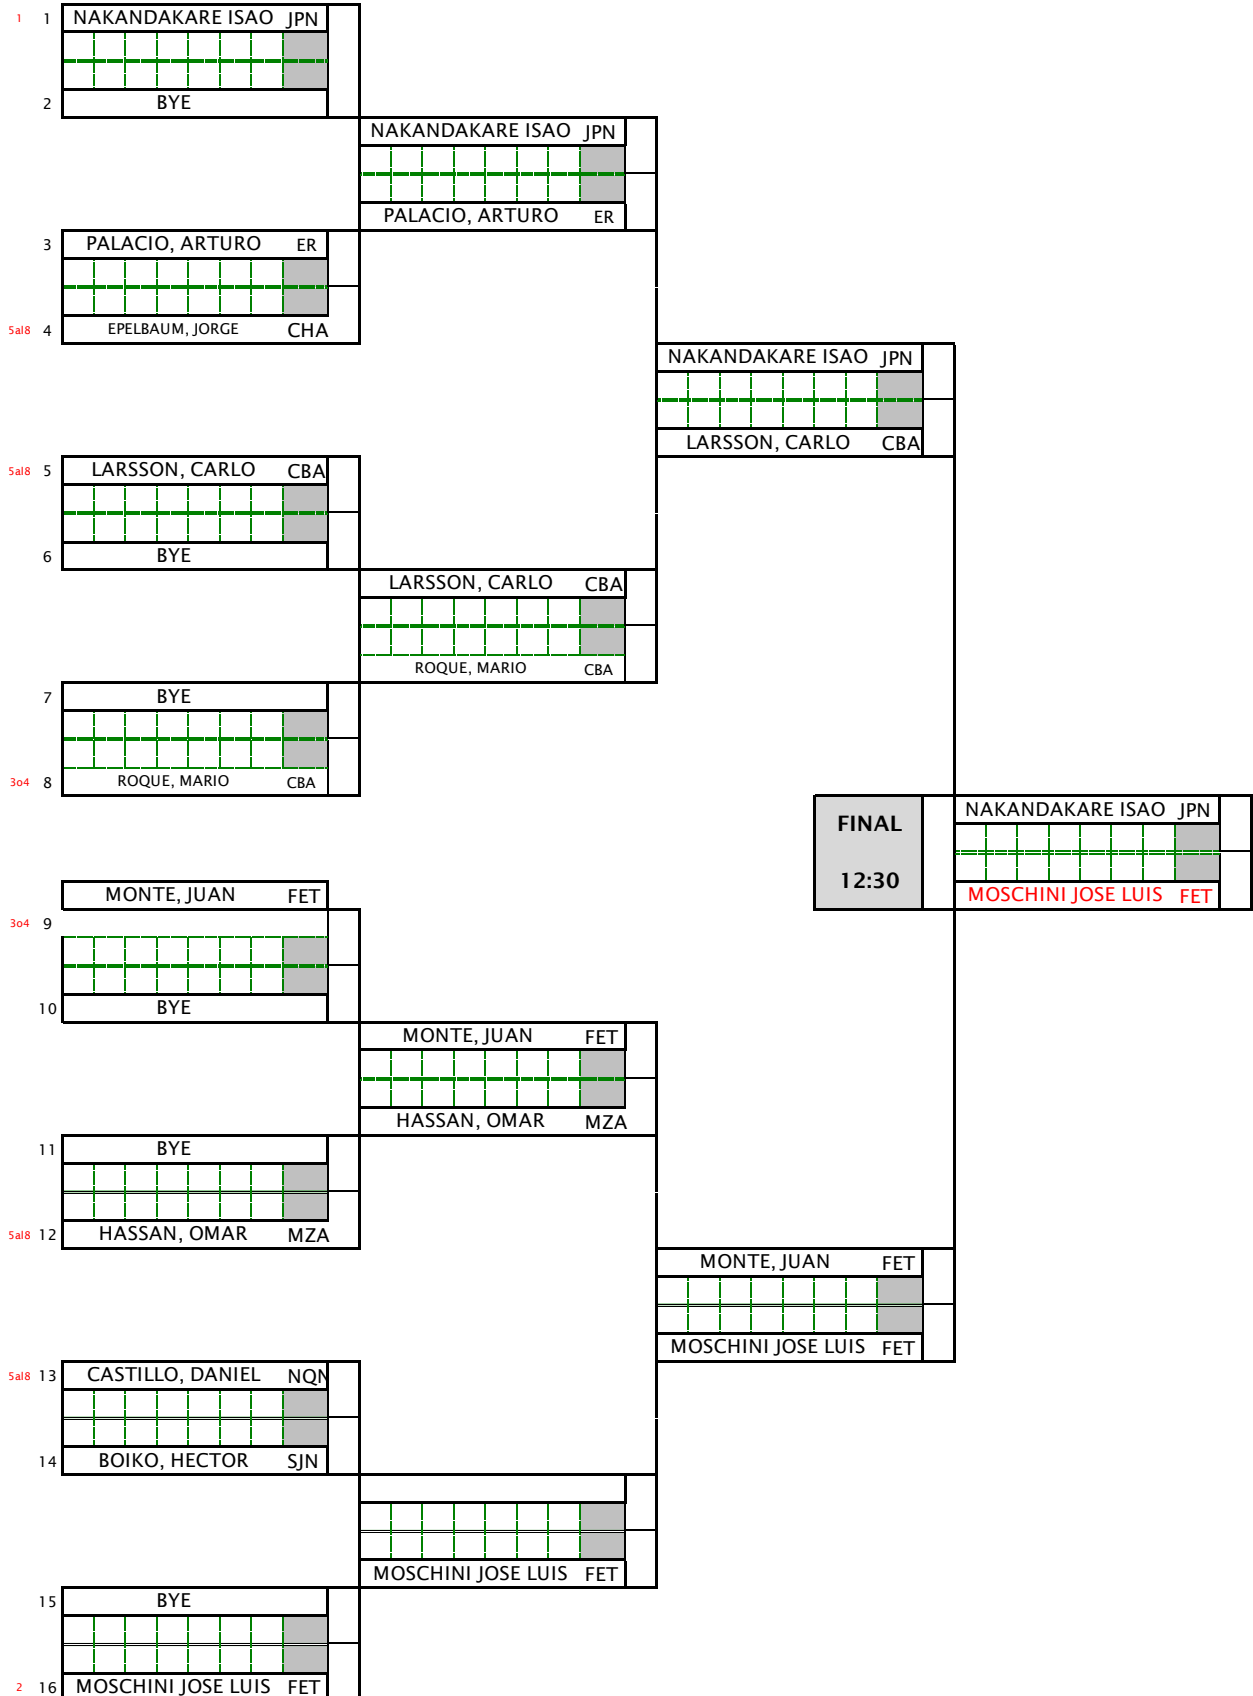 1 1 NAKANDAKARE ISAO JPN
2 BYE
NAKANDAKARE ISAO JPN
PALACIO, ARTURO ER
3 PALACIO, ARTURO ER
5al8 4 EPELBAUM, JORGE CHA
NAKANDAKARE ISAO JPN
LARSSON, CARLO CBA
5al8 5 LARSSON, CARLO CBA
6 BYE
LARSSON, CARLO CBA
ROQUE, MARIO CBA
7 BYE
3o4 8 ROQUE, MARIO CBA
FINAL
12:30
NAKANDAKARE ISAO JPN
MOSCHINI JOSE LUIS FET
MONTE, JUAN FET
3o4 9
10 BYE
MONTE, JUAN FET
HASSAN, OMAR MZA
11 BYE
5al8 12 HASSAN, OMAR MZA
MONTE, JUAN FET
MOSCHINI JOSE LUIS FET
5al8 13 CASTILLO, DANIEL NQN
14 BOIKO, HECTOR SJN
MOSCHINI JOSE LUIS FET
15 BYE
2 16 MOSCHINI JOSE LUIS FET